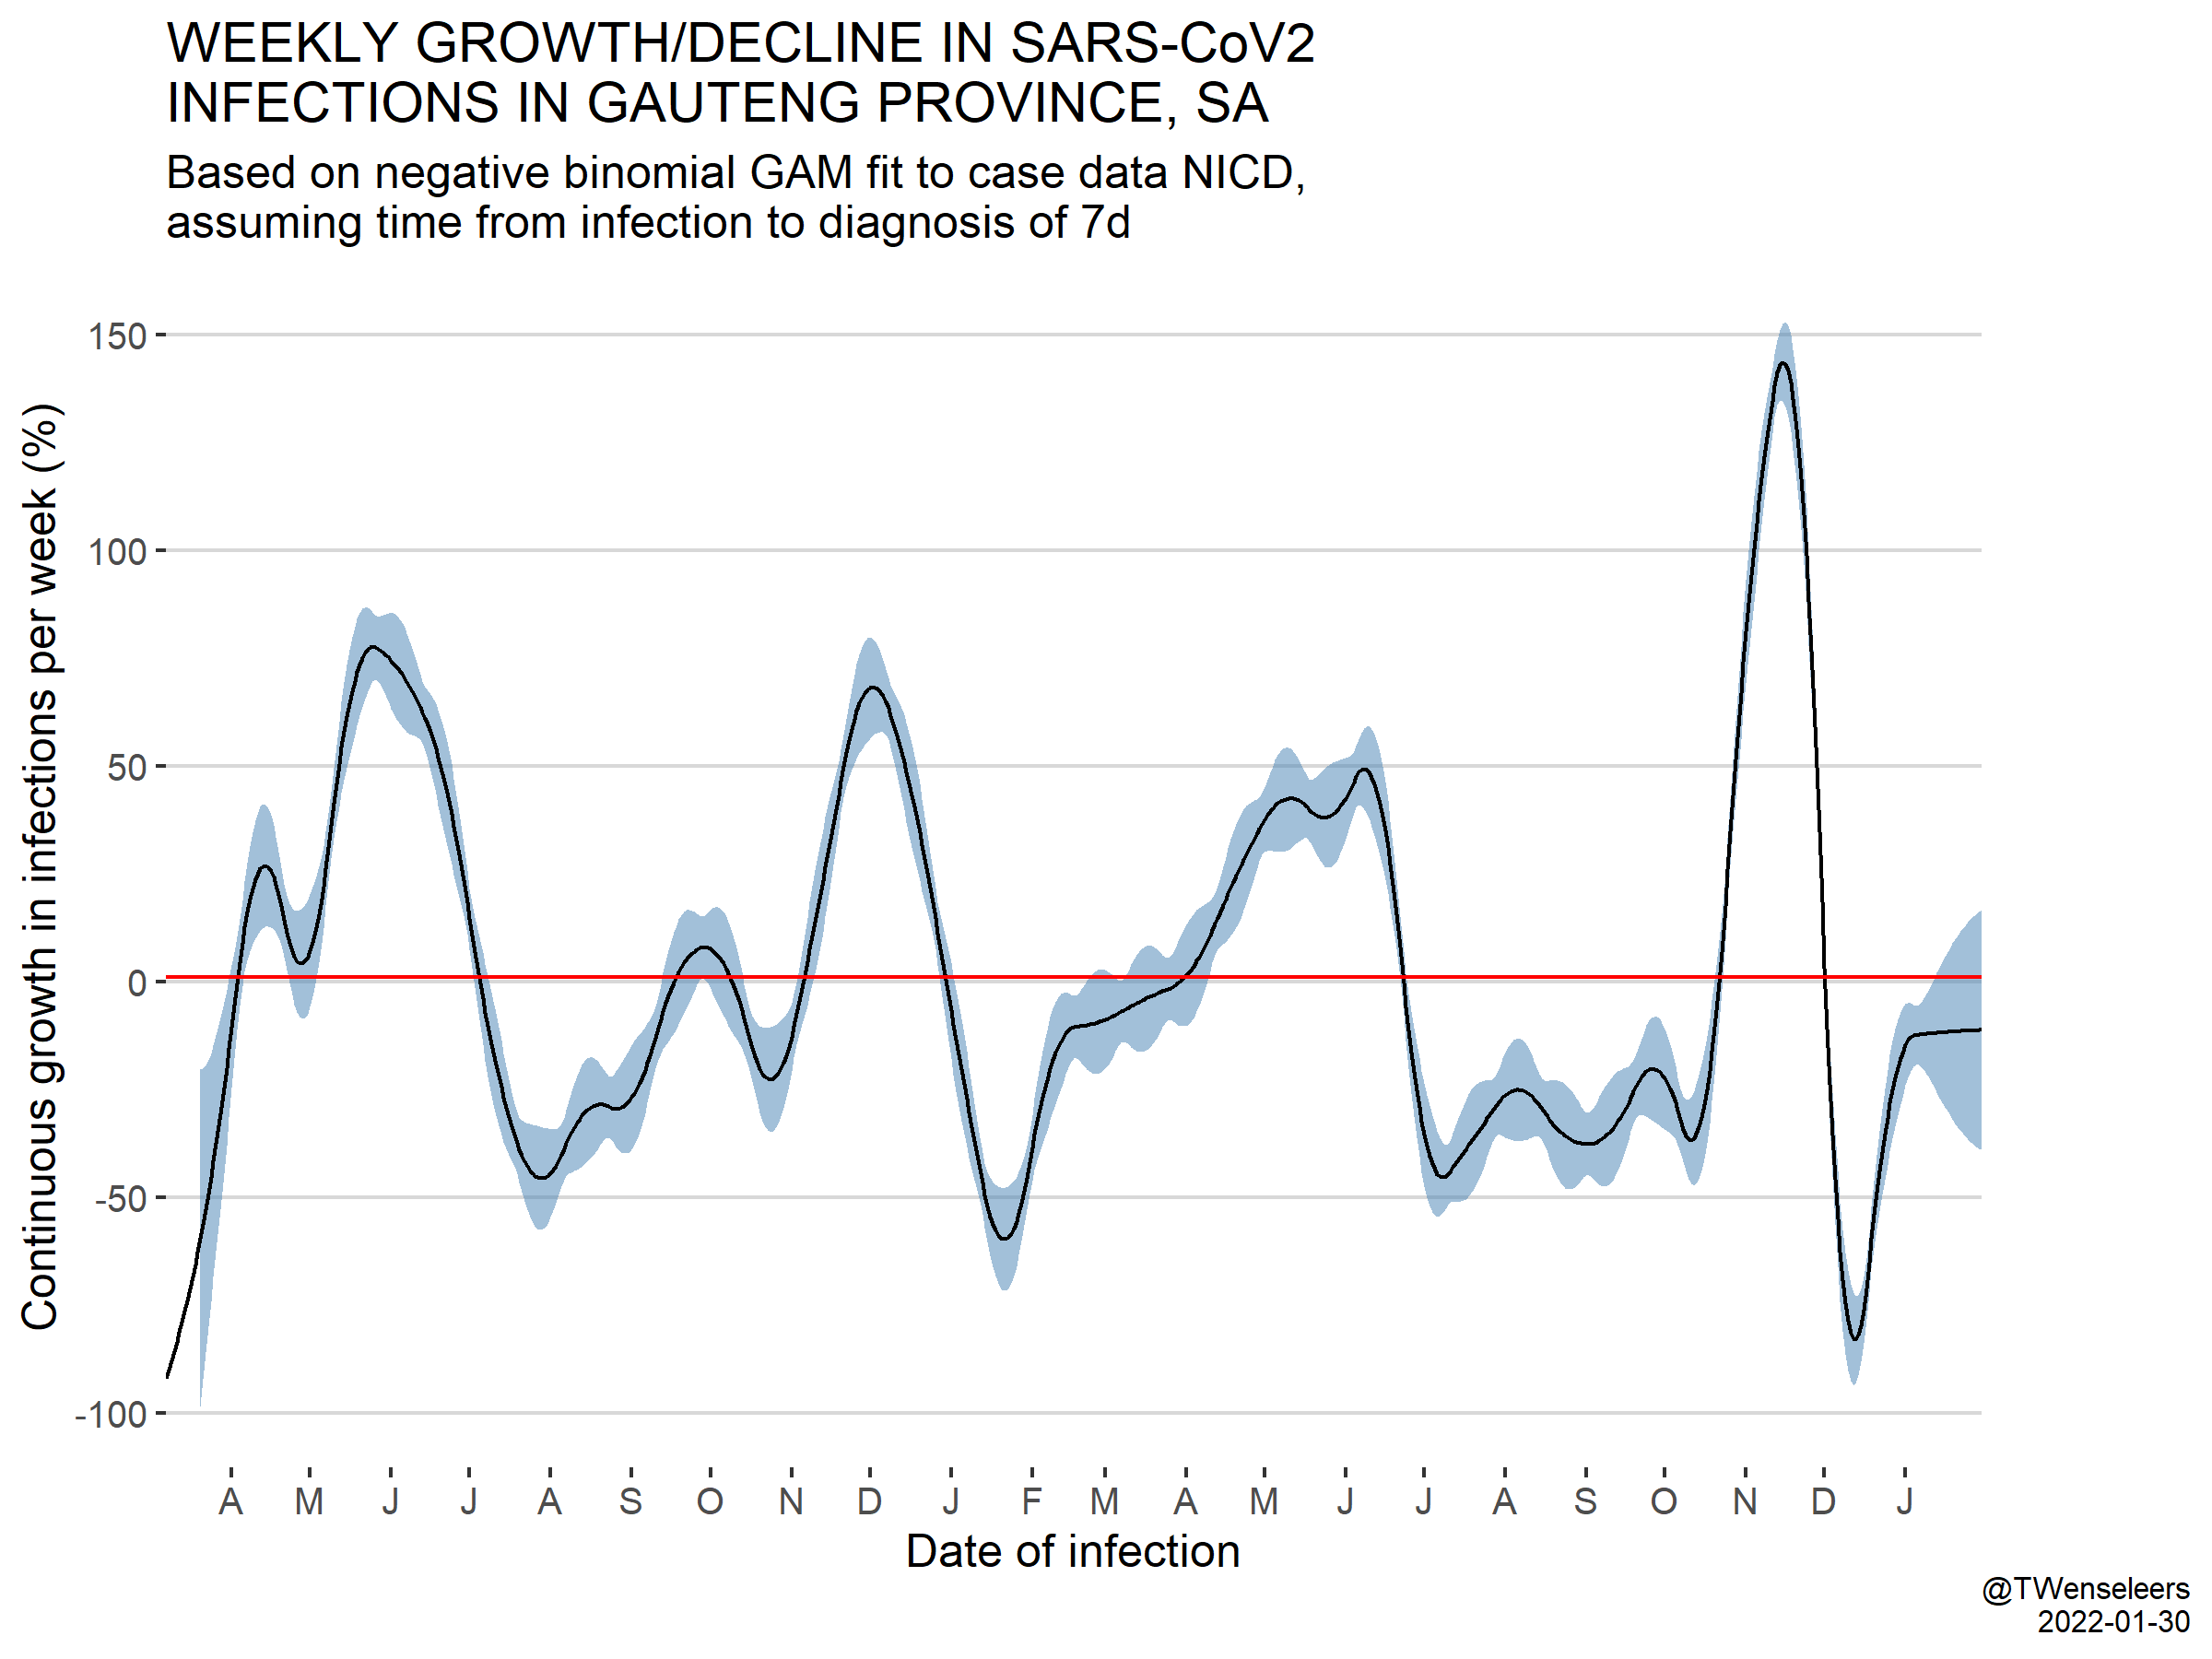 WEEKLY GROWTH/DECLINE IN SARS-CoV2
INFECTIONS IN GAUTENG PROVINCE, SA
Based on negative binomial GAM fit to case data NICD,
assuming time from infection to diagnosis of 7d
Continuous growth in infections per week (%)
150
100
50
0
-50
-100
A M J J A S O N D J F M A M J J A S O N D J
Date of infection
@TWenseleers
2022-01-30